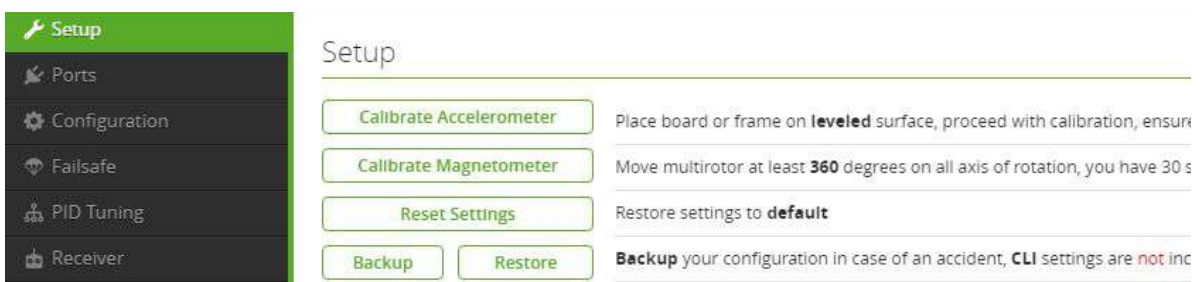 Setup
Ports
Configuration
Failsafe
PID Tuning
Receiver
Setup
Calibrate Accelerometer
Place board or frame on leveled surface, proceed with calibration, ensure
Calibrate Magnetometer
Move multirotor at least 360 degrees on all axis of rotation, you have 30 s
Reset Settings
Restore settings to default
Backup
Restore
Backup your configuration in case of an accident, CLI settings are not inc